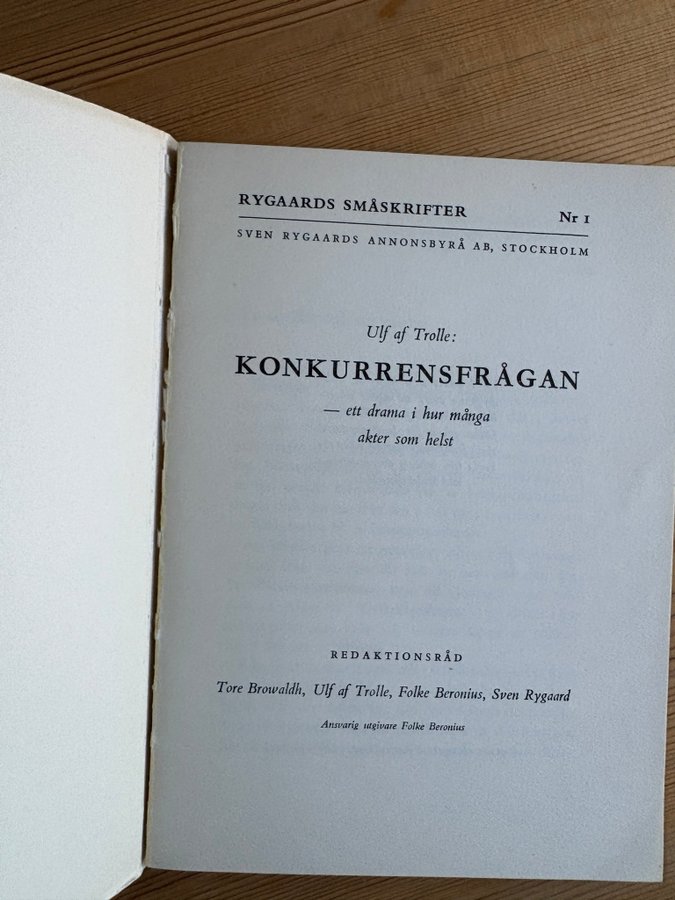 RYGAARDS SMÅSKRIFTER Nr 1
SVEN RYGAARDS ANNONSBYRÅ AB, STOCKHOLM
Ulf af Trolle:
KONKURRENSFRÅGAN
— ett drama i hur många
akter som helst
REDAKTIONSRÅD
Tore Browaldh, Ulf af Trolle, Folke Beronius, Sven Rygaard
Ansvarig utgivare Folke Beronius